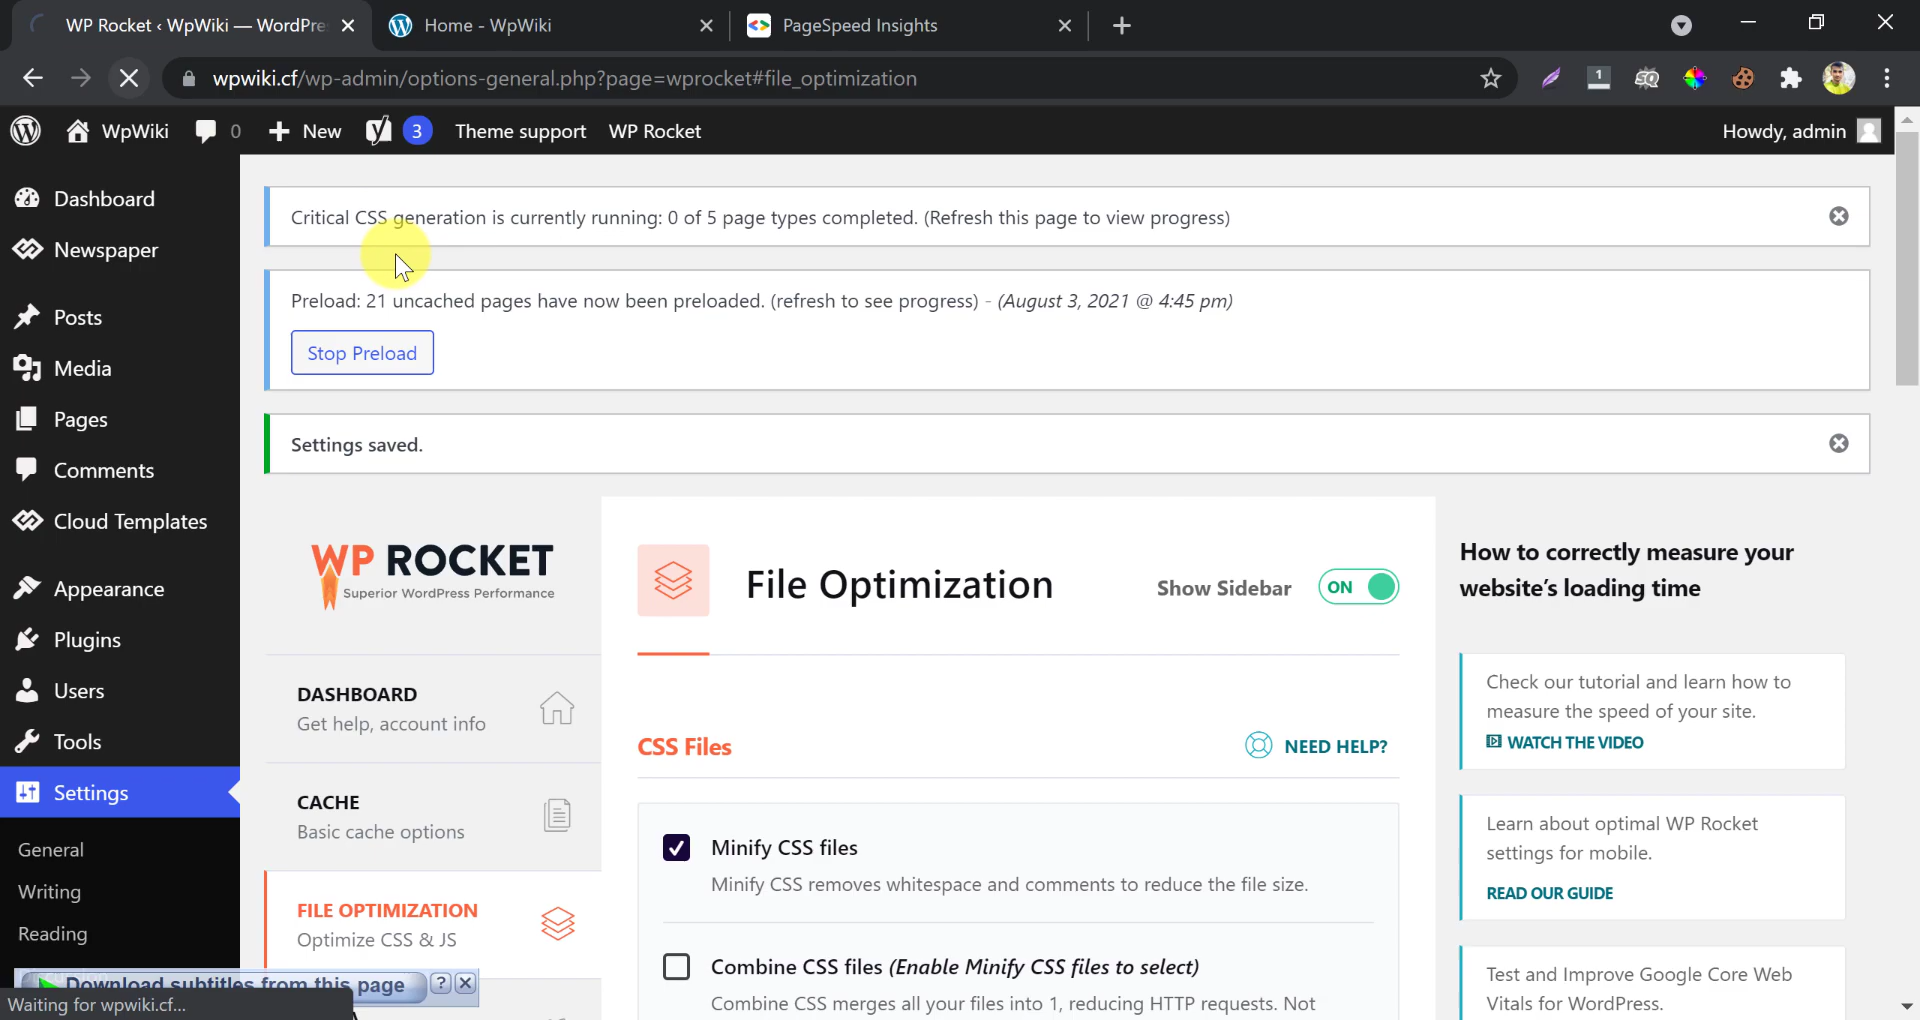 WP Rocket ‹ WpWiki — WordPre
Home - WpWiki
PageSpeed Insights
wpwiki.cf/wp-admin/options-general.php?page=wprocket#file_optimization
1
WpWiki
0
New
3
Theme support
WP Rocket
Howdy, admin
Dashboard
Newspaper
Posts
Media
Pages
Comments
Cloud Templates
Appearance
Plugins
Users
Tools
Settings
General
Writing
Reading
Critical CSS generation is currently running: 0 of 5 page types completed. (Refresh this page to view progress)
Preload: 21 uncached pages have now been preloaded. (refresh to see progress) - (August 3, 2021 @ 4:45 pm)
Stop Preload
Settings saved.
WP ROCKET
Superior WordPress Performance
DASHBOARD
Get help, account info
CACHE
Basic cache options
FILE OPTIMIZATION
Optimize CSS & JS
File Optimization
Show Sidebar
ON
CSS Files
NEED HELP?
Minify CSS files
Minify CSS removes whitespace and comments to reduce the file size.
Combine CSS files (Enable Minify CSS files to select)
Combine CSS merges all your files into 1, reducing HTTP requests. Not
How to correctly measure your
website's loading time
Check our tutorial and learn how to
measure the speed of your site.
WATCH THE VIDEO
Learn about optimal WP Rocket
settings for mobile.
READ OUR GUIDE
Test and Improve Google Core Web
Vitals for WordPress.
Download subtitles from this page
?
Waiting for wpwiki.cf...